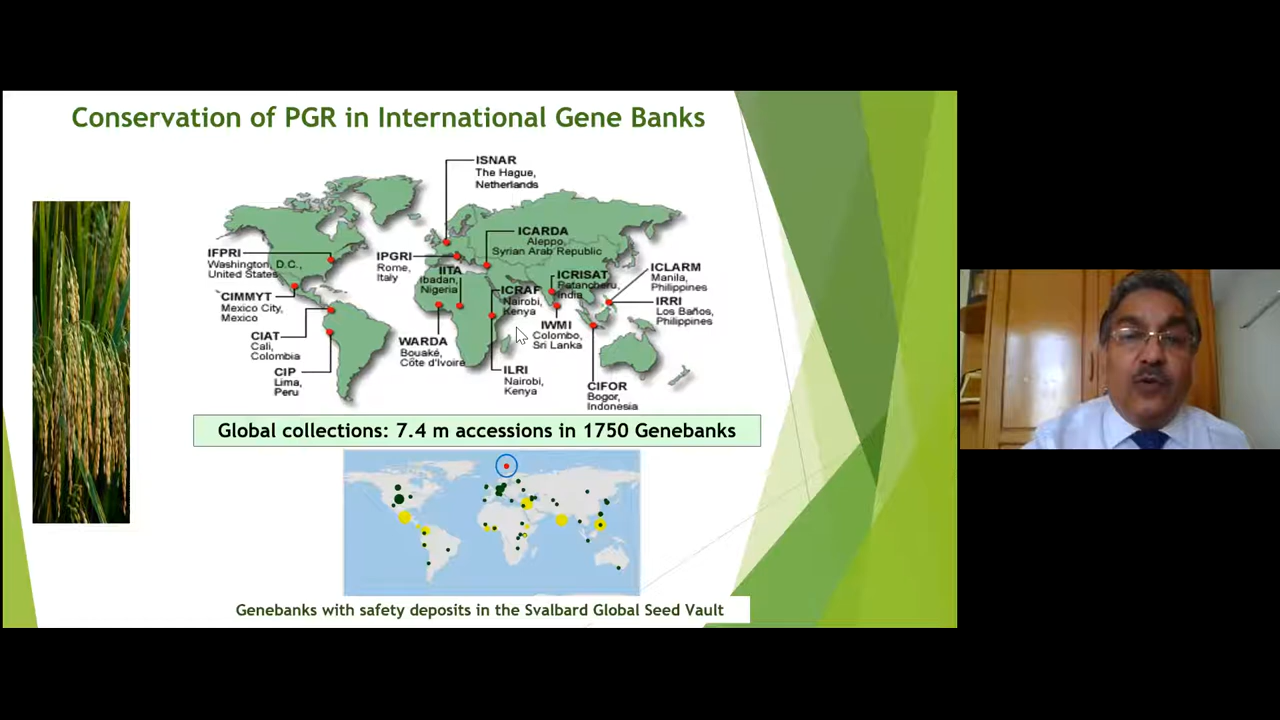 Conservation of PGR in International Gene Banks
ISNAR
The Hague,
Netherlands
ICARDA
Aleppo,
Syrian Arab Republic
IFPRI
Washington, D.C.,
United States
IPGRI
Rome,
Italy
IITA
Ibadan,
Nigeria
ICRISAT
Patancheru,
India
ICLARM
Manila,
Philippines
CIMMYT
Mexico City,
Mexico
ICRAF
Nairobi,
Kenya
IRRI
Los Baños,
Philippines
IWMI
Colombo,
Sri Lanka
CIAT
Cali,
Colombia
WARDA
Bouaké,
Côte d'Ivoire
CIP
Lima,
Peru
ILRI
Nairobi,
Kenya
CIFOR
Bogor,
Indonesia
Global collections: 7.4 m accessions in 1750 Genebanks
Genebanks with safety deposits in the Svalbard Global Seed Vault